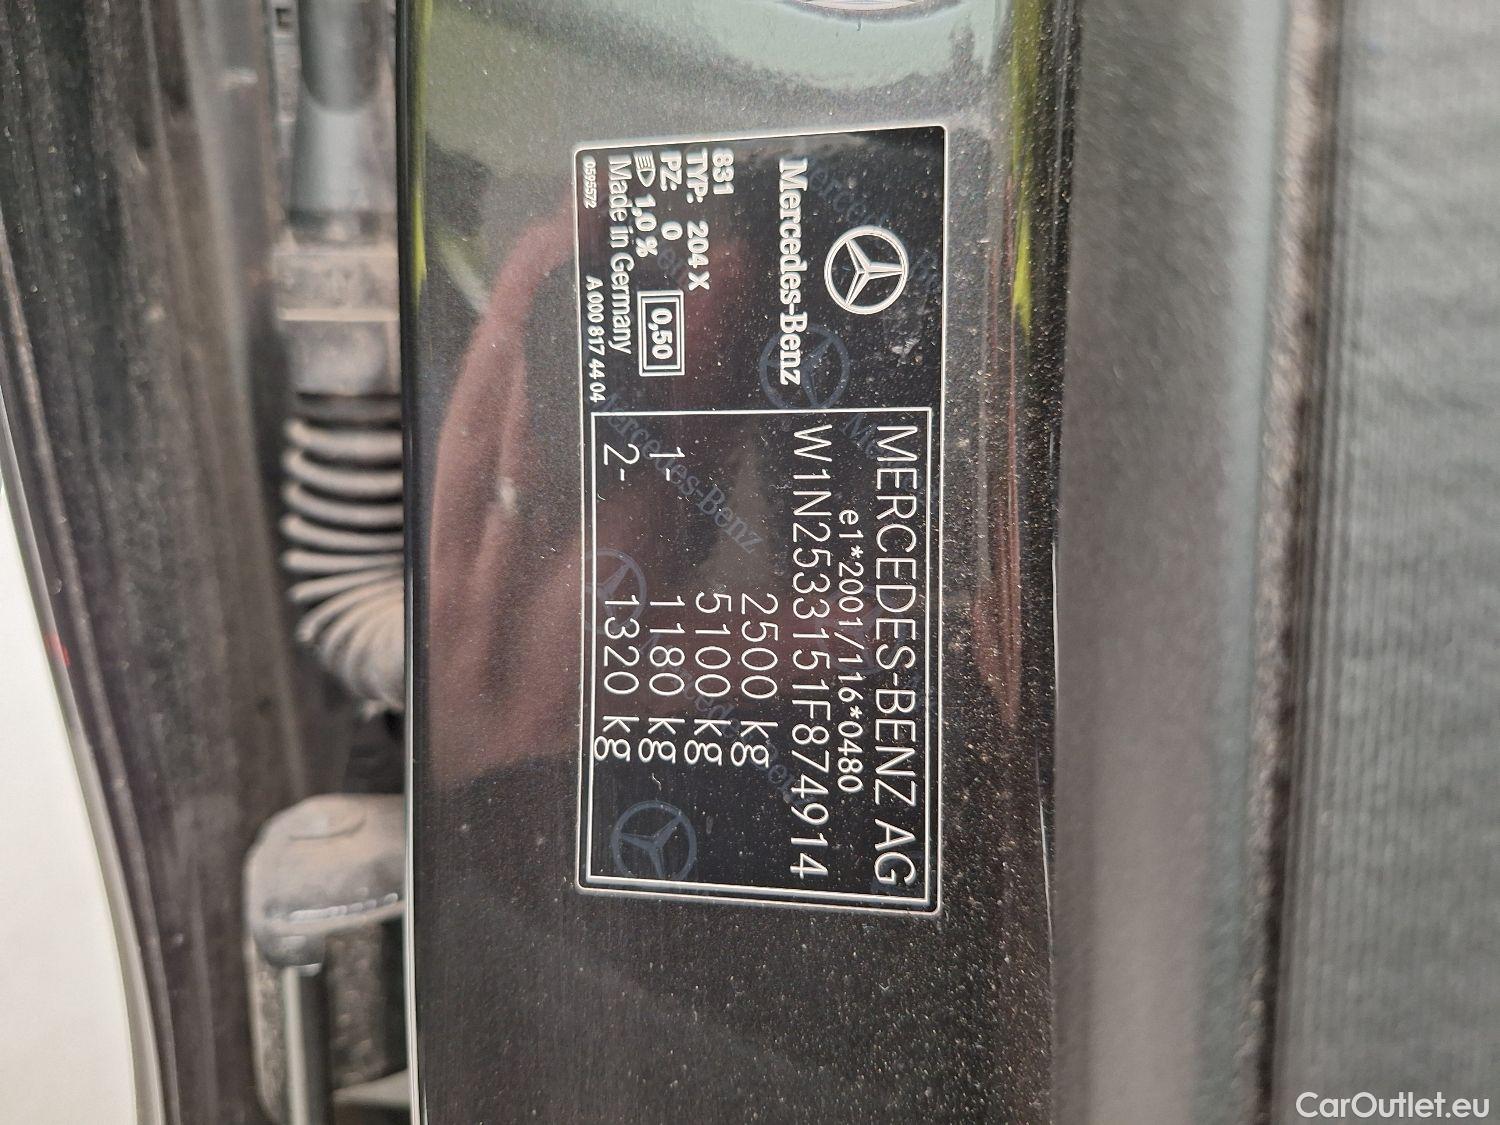 Mercedes-Benz
831
TYP: 204 X
PZ: 0
0,50
1,0 %
Made in Germany
0595572
A 000 817 44 04
MERCEDES-BENZ AG
e1*2001/116*0480
W1N2533151F874914
2500 kg
5100 kg
1- 1180 kg
2- 1320 kg
CarOutlet.eu